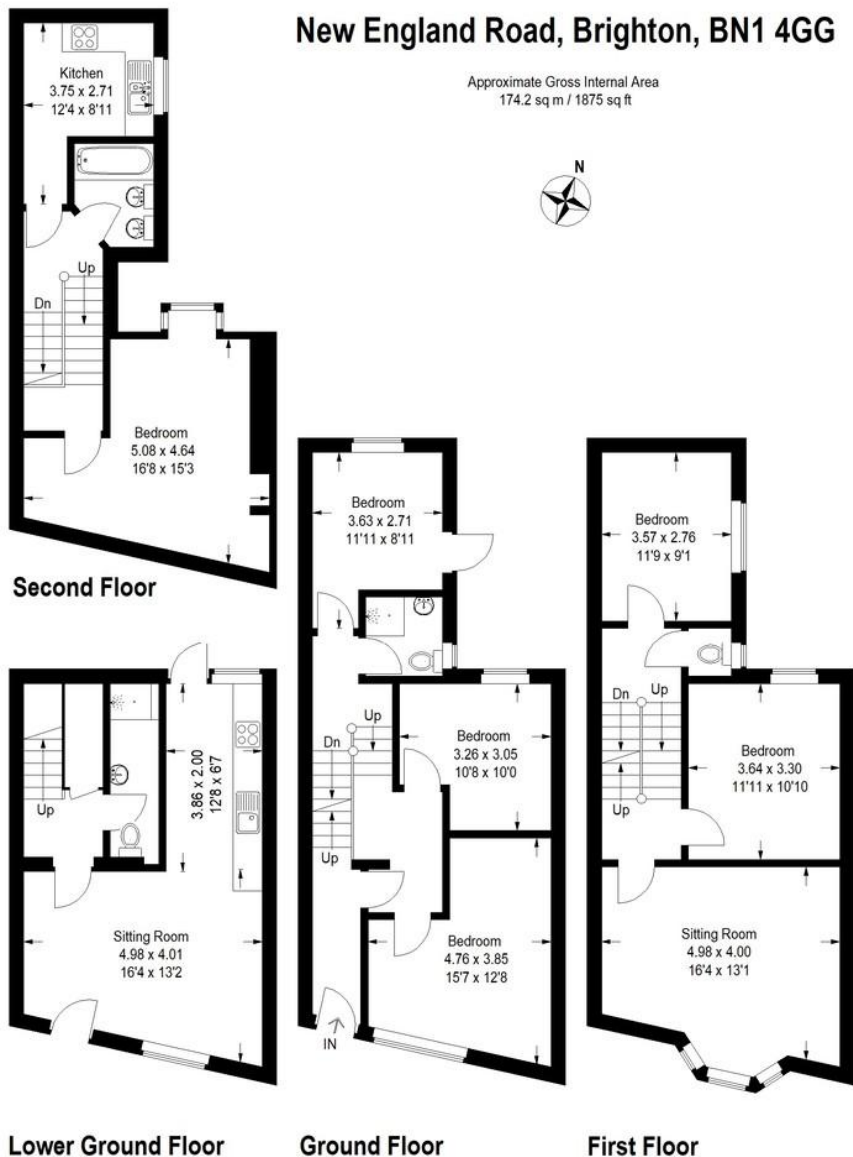 New England Road, Brighton, BN1 4GG
Approximate Gross Internal Area
174.2 sq m / 1875 sq ft
N
Kitchen
3.75 x 2.71
12'4 x 8'11
Up
Dn
Bedroom
5.08 x 4.64
16'8 x 15'3
Second Floor
Up
3.86 x 2.00
12'8 x 6'7
Sitting Room
4.98 x 4.01
16'4 x 13'2
Lower Ground Floor
Bedroom
3.63 x 2.71
11'11 x 8'11
Up
Dn
Up
Bedroom
3.26 x 3.05
10'8 x 10'0
Bedroom
4.76 x 3.85
15'7 x 12'8
IN
Ground Floor
Bedroom
3.57 x 2.76
11'9 x 9'1
Dn
Up
Up
Bedroom
3.64 x 3.30
11'11 x 10'10
Sitting Room
4.98 x 4.00
16'4 x 13'1
First Floor